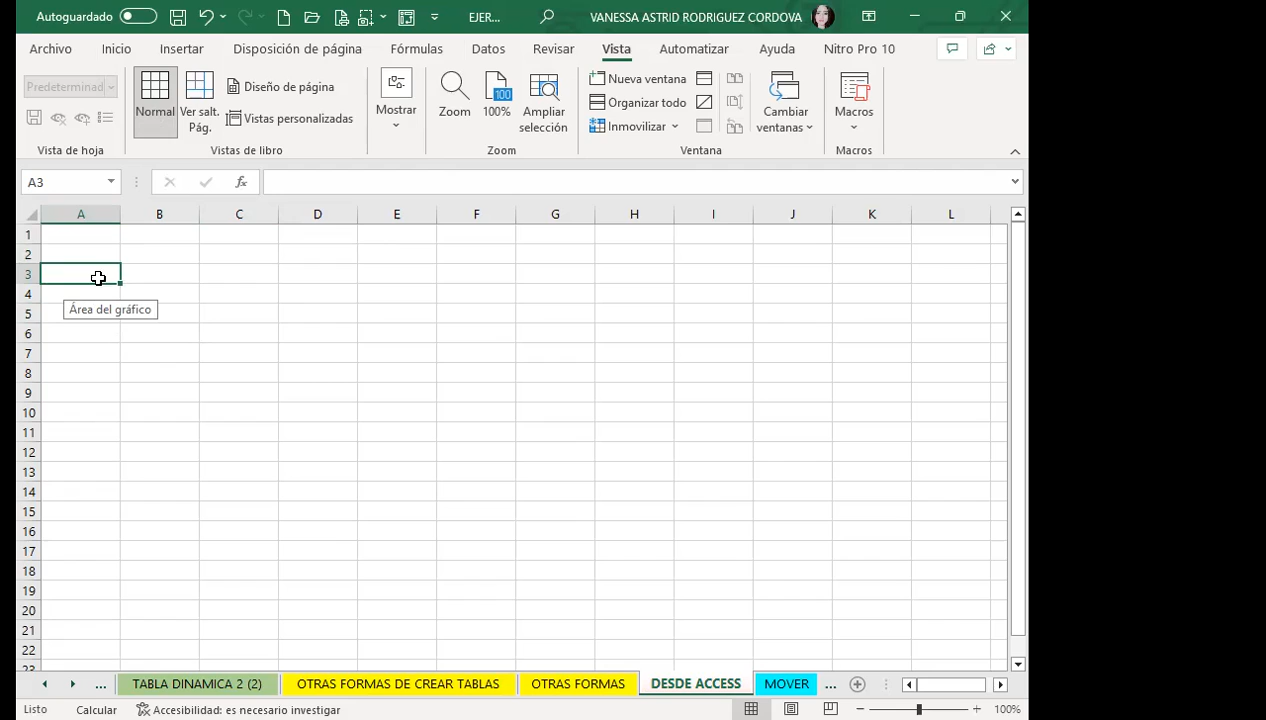 Autoguardado
EJER...
VANESSA ASTRID RODRIGUEZ CORDOVA
Archivo Inicio Insertar Disposición de página Fórmulas Datos Revisar Vista Automatizar Ayuda Nitro Pro 10
Predeterminad
Vista de hoja
Normal
Ver salt. Pág.
Diseño de página
Vistas personalizadas
Vistas de libro
Mostrar
Zoom
100
100%
Ampliar selección
Zoom
Nueva ventana
Organizar todo
Inmovilizar
Cambiar ventanas
Ventana
Macros
Macros
A3
fx
A B C D E F G H I J K L
1
2
3
4
Área del gráfico
5
6
7
8
9
10
11
12
13
14
15
16
17
18
19
20
21
22
23
... TABLA DINAMICA 2 (2) OTRAS FORMAS DE CREAR TABLAS OTRAS FORMAS DESDE ACCESS MOVER ...
Listo Calcular Accesibilidad: es necesario investigar 100%